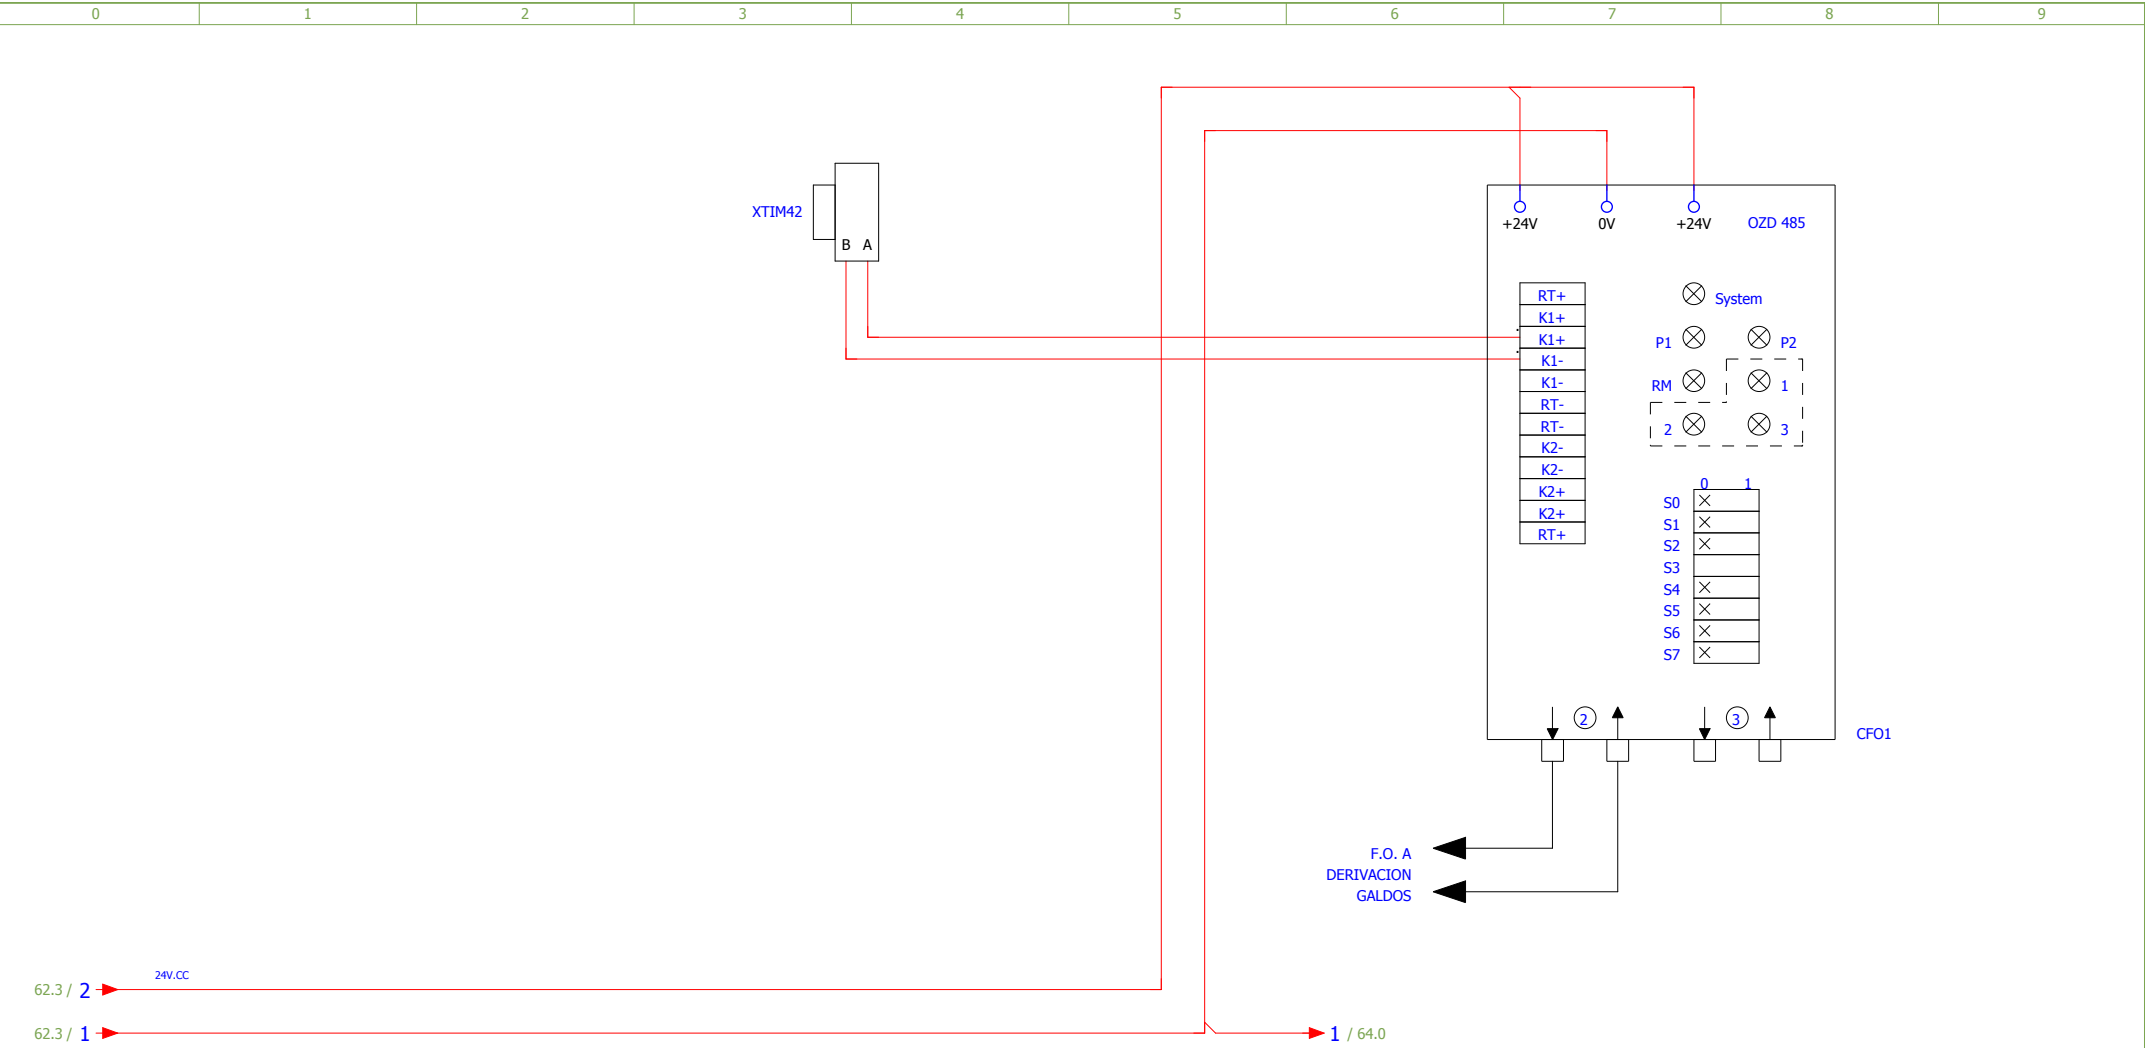 0 1 2 3 4 5 6 7 8 9
XTIM42
B A
+24V 0V +24V OZD 485
RT+
K1+
K1+
K1-
K1-
RT-
RT-
K2-
K2-
K2+
K2+
RT+
System
P1 P2
RM 1
2 3
0 1
S0
S1
S2
S3
S4
S5
S6
S7
2 3
CFO1
F.O. A
DERIVACION
GALDOS
24V.CC
62.3 / 2
62.3 / 1
1 / 64.0